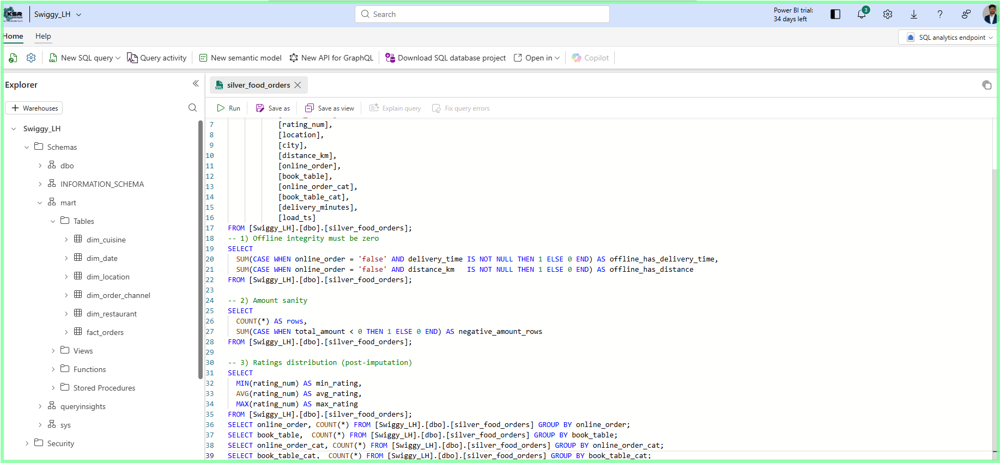 KSR
Swiggy_LH
Search
Power BI trial:
34 days left
3
Home
Help
SQL analytics endpoint
New SQL query
Query activity
New semantic model
New API for GraphQL
Download SQL database project
Open in
Copilot
Explorer
silver_food_orders
Warehouses
Run
Save as
Save as view
Explain query
Fix query errors
Swiggy_LH
Schemas
dbo
INFORMATION_SCHEMA
mart
Tables
dim_cuisine
dim_date
dim_location
dim_order_channel
dim_restaurant
fact_orders
Views
Functions
Stored Procedures
queryinsights
sys
Security
7 [rating_num],
8 [location],
9 [city],
10 [distance_km],
11 [online_order],
12 [book_table],
13 [online_order_cat],
14 [book_table_cat],
15 [delivery_minutes],
16 [load_ts]
17 FROM [Swiggy_LH].[dbo].[silver_food_orders];
18 -- 1) Offline integrity must be zero
19 SELECT
20 SUM(CASE WHEN online_order = 'false' AND delivery_time IS NOT NULL THEN 1 ELSE 0 END) AS offline_has_delivery_time,
21 SUM(CASE WHEN online_order = 'false' AND distance_km   IS NOT NULL THEN 1 ELSE 0 END) AS offline_has_distance
22 FROM [Swiggy_LH].[dbo].[silver_food_orders];
23
24 -- 2) Amount sanity
25 SELECT
26 COUNT(*) AS rows,
27 SUM(CASE WHEN total_amount < 0 THEN 1 ELSE 0 END) AS negative_amount_rows
28 FROM [Swiggy_LH].[dbo].[silver_food_orders];
29
30 -- 3) Ratings distribution (post-imputation)
31 SELECT
32 MIN(rating_num) AS min_rating,
33 AVG(rating_num) AS avg_rating,
34 MAX(rating_num) AS max_rating
35 FROM [Swiggy_LH].[dbo].[silver_food_orders];
36 SELECT online_order, COUNT(*) FROM [Swiggy_LH].[dbo].[silver_food_orders] GROUP BY online_order;
37 SELECT book_table,  COUNT(*) FROM [Swiggy_LH].[dbo].[silver_food_orders] GROUP BY book_table;
38 SELECT online_order_cat, COUNT(*) FROM [Swiggy_LH].[dbo].[silver_food_orders] GROUP BY online_order_cat;
39 SELECT book_table_cat,  COUNT(*) FROM [Swiggy_LH].[dbo].[silver_food_orders] GROUP BY book_table_cat;